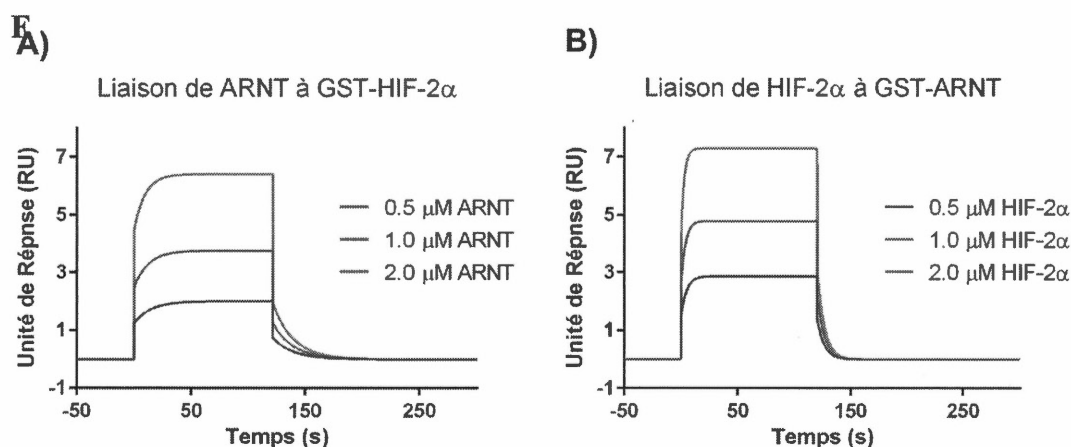 F
A)
B)
Liaison de ARNT à GST-HIF-2α
Liaison de HIF-2α à GST-ARNT
Unité de Répnse (RU)
7
5
3
1
-1
0.5 µM ARNT
1.0 µM ARNT
2.0 µM ARNT
-50
50
150
250
Temps (s)
Unité de Répnse (RU)
7
5
3
1
-1
0.5 µM HIF-2α
1.0 µM HIF-2α
2.0 µM HIF-2α
-50
50
150
250
Temps (s)